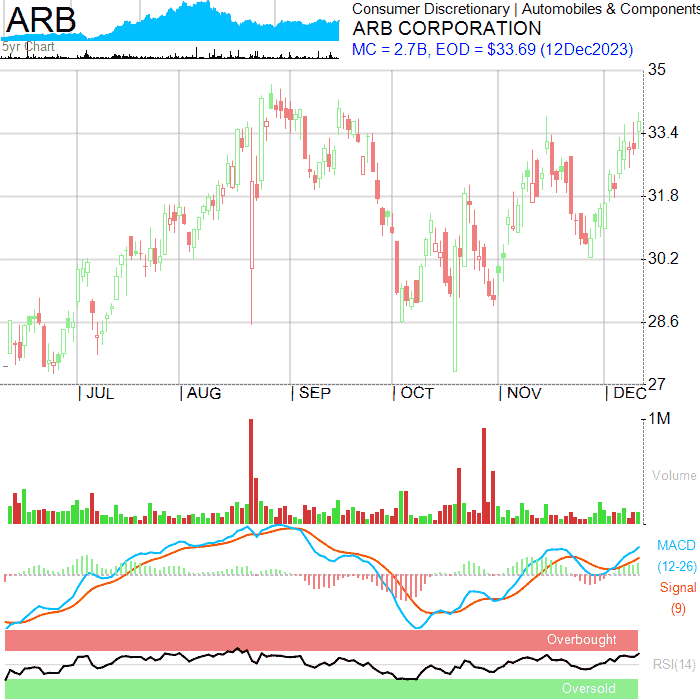 ARB
5yr Chart
Consumer Discretionary | Automobiles & Components
ARB CORPORATION
MC = 2.7B, EOD = $33.69 (12Dec2023)
35
33.4
31.8
30.2
28.6
27
| JUL | AUG | SEP | OCT | NOV | DEC
1M
Volume
MACD
(12-26)
Signal
(9)
Overbought
RSI(14)
Oversold